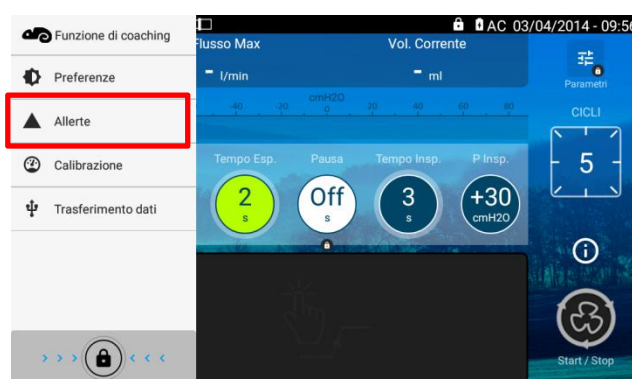 Funzione di coaching
Preferenze
Allerte
Calibrazione
Trasferimento dati
AC 03/04/2014 - 09:56
Flusso Max
Vol. Corrente
- l/min
- ml
cmH2O
-40 -20 0 20 40 60 80
Tempo Esp.
Pausa
Tempo Insp.
P Insp.
2
s
Off
s
3
s
+30
cmH2O
Parametri
CICLI
5
Start / Stop